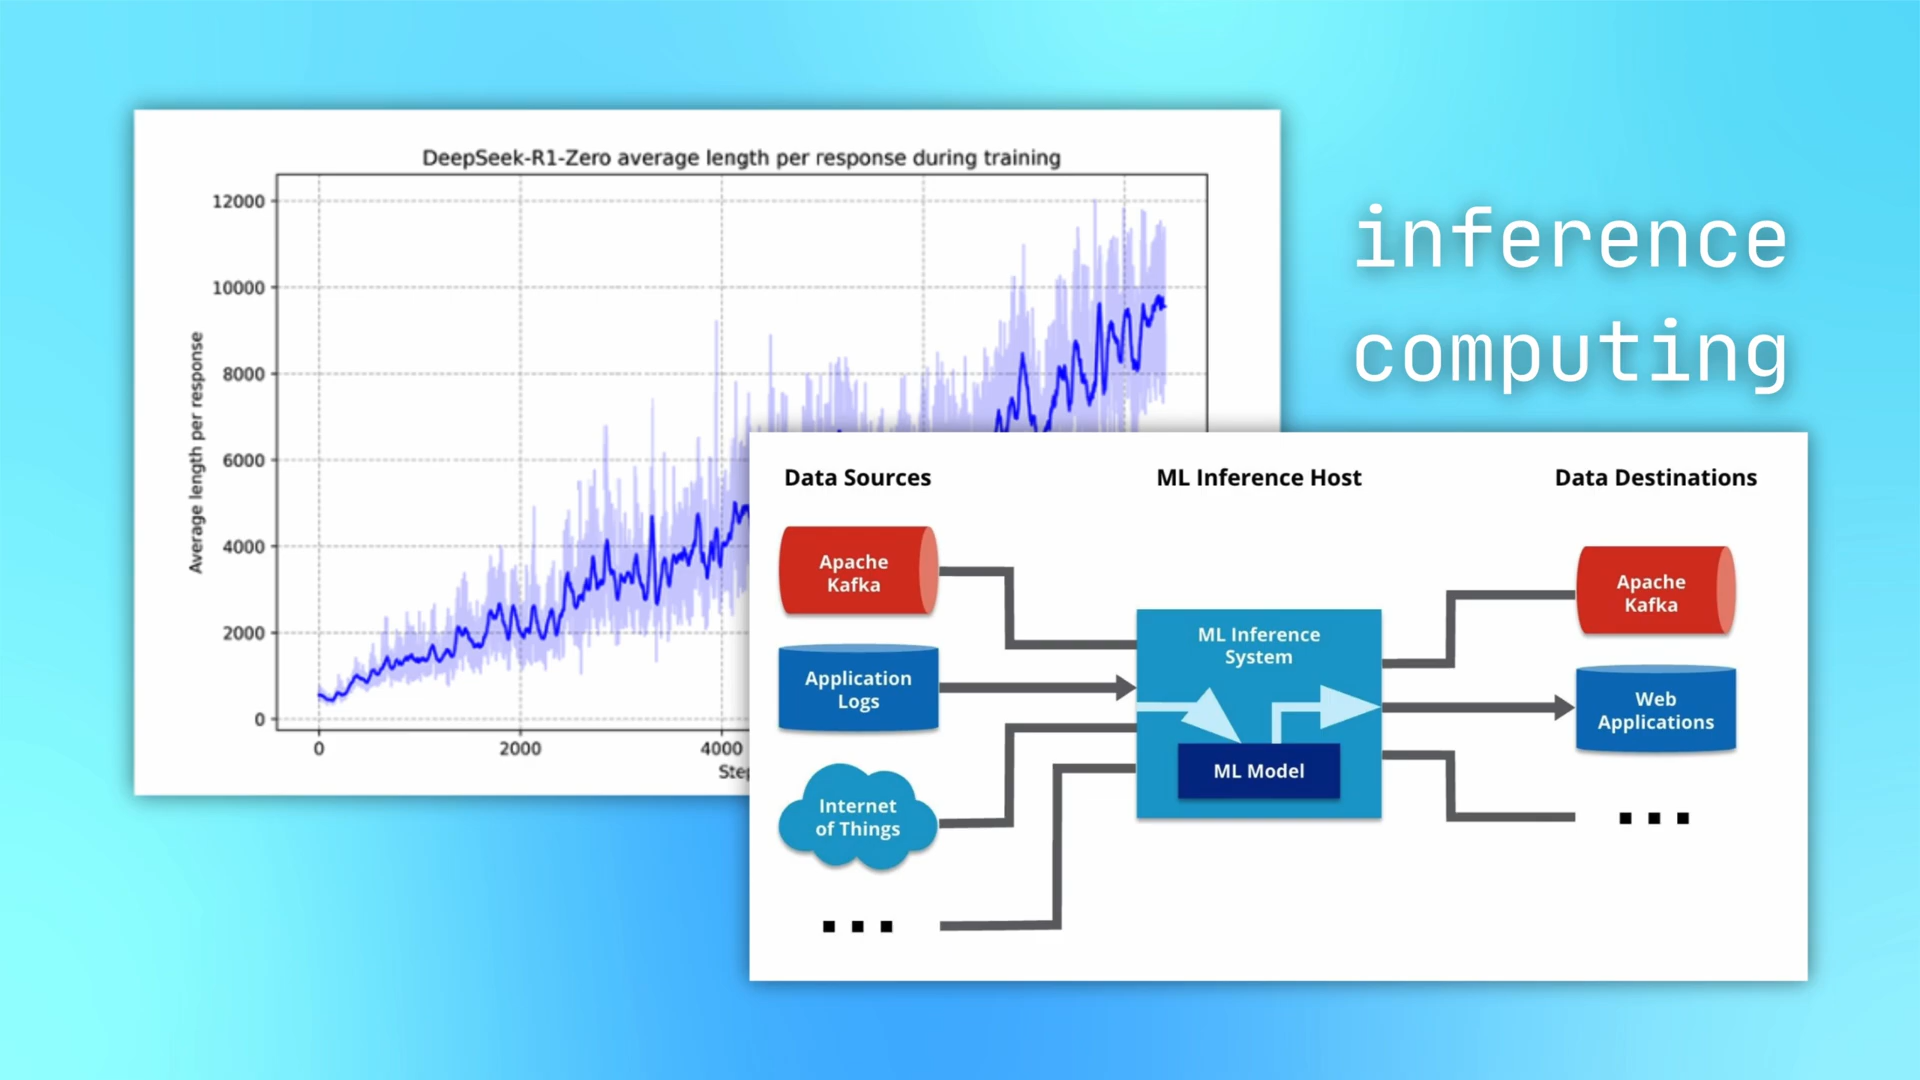 DeepSeek-R1-Zero average length per response during training
12000
10000
8000
6000
4000
2000
0
Average length per response
0
2000
4000
inference
computing
Data Sources
ML Inference Host
Data Destinations
Apache
Kafka
Application
Logs
Internet
of Things
ML Inference
System
ML Model
Apache
Kafka
Web
Applications